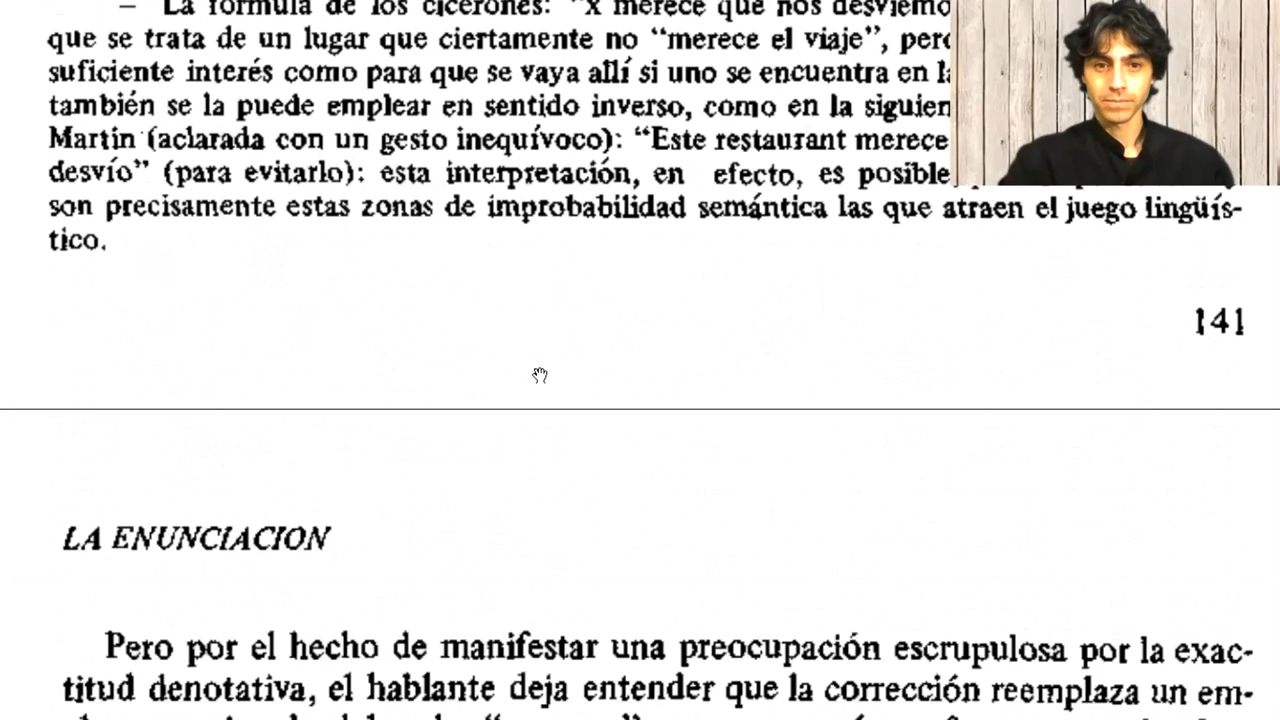 – La fórmula de los cicerones: "x merece que nos desviemo
que se trata de un lugar que ciertamente no "merece el viaje", pero
suficiente interés como para que se vaya allí si uno se encuentra en la
también se la puede emplear en sentido inverso, como en la siguien
Martin (aclarada con un gesto inequívoco): "Este restaurant merece
desvío" (para evitarlo): esta interpretación, en efecto, es posible
son precisamente estas zonas de improbabilidad semántica las que atraen el juego lingüís-
tico.
141
LA ENUNCIACION
Pero por el hecho de manifestar una preocupación escrupulosa por la exac-
titud denotativa, el hablante deja entender que la corrección reemplaza un em-